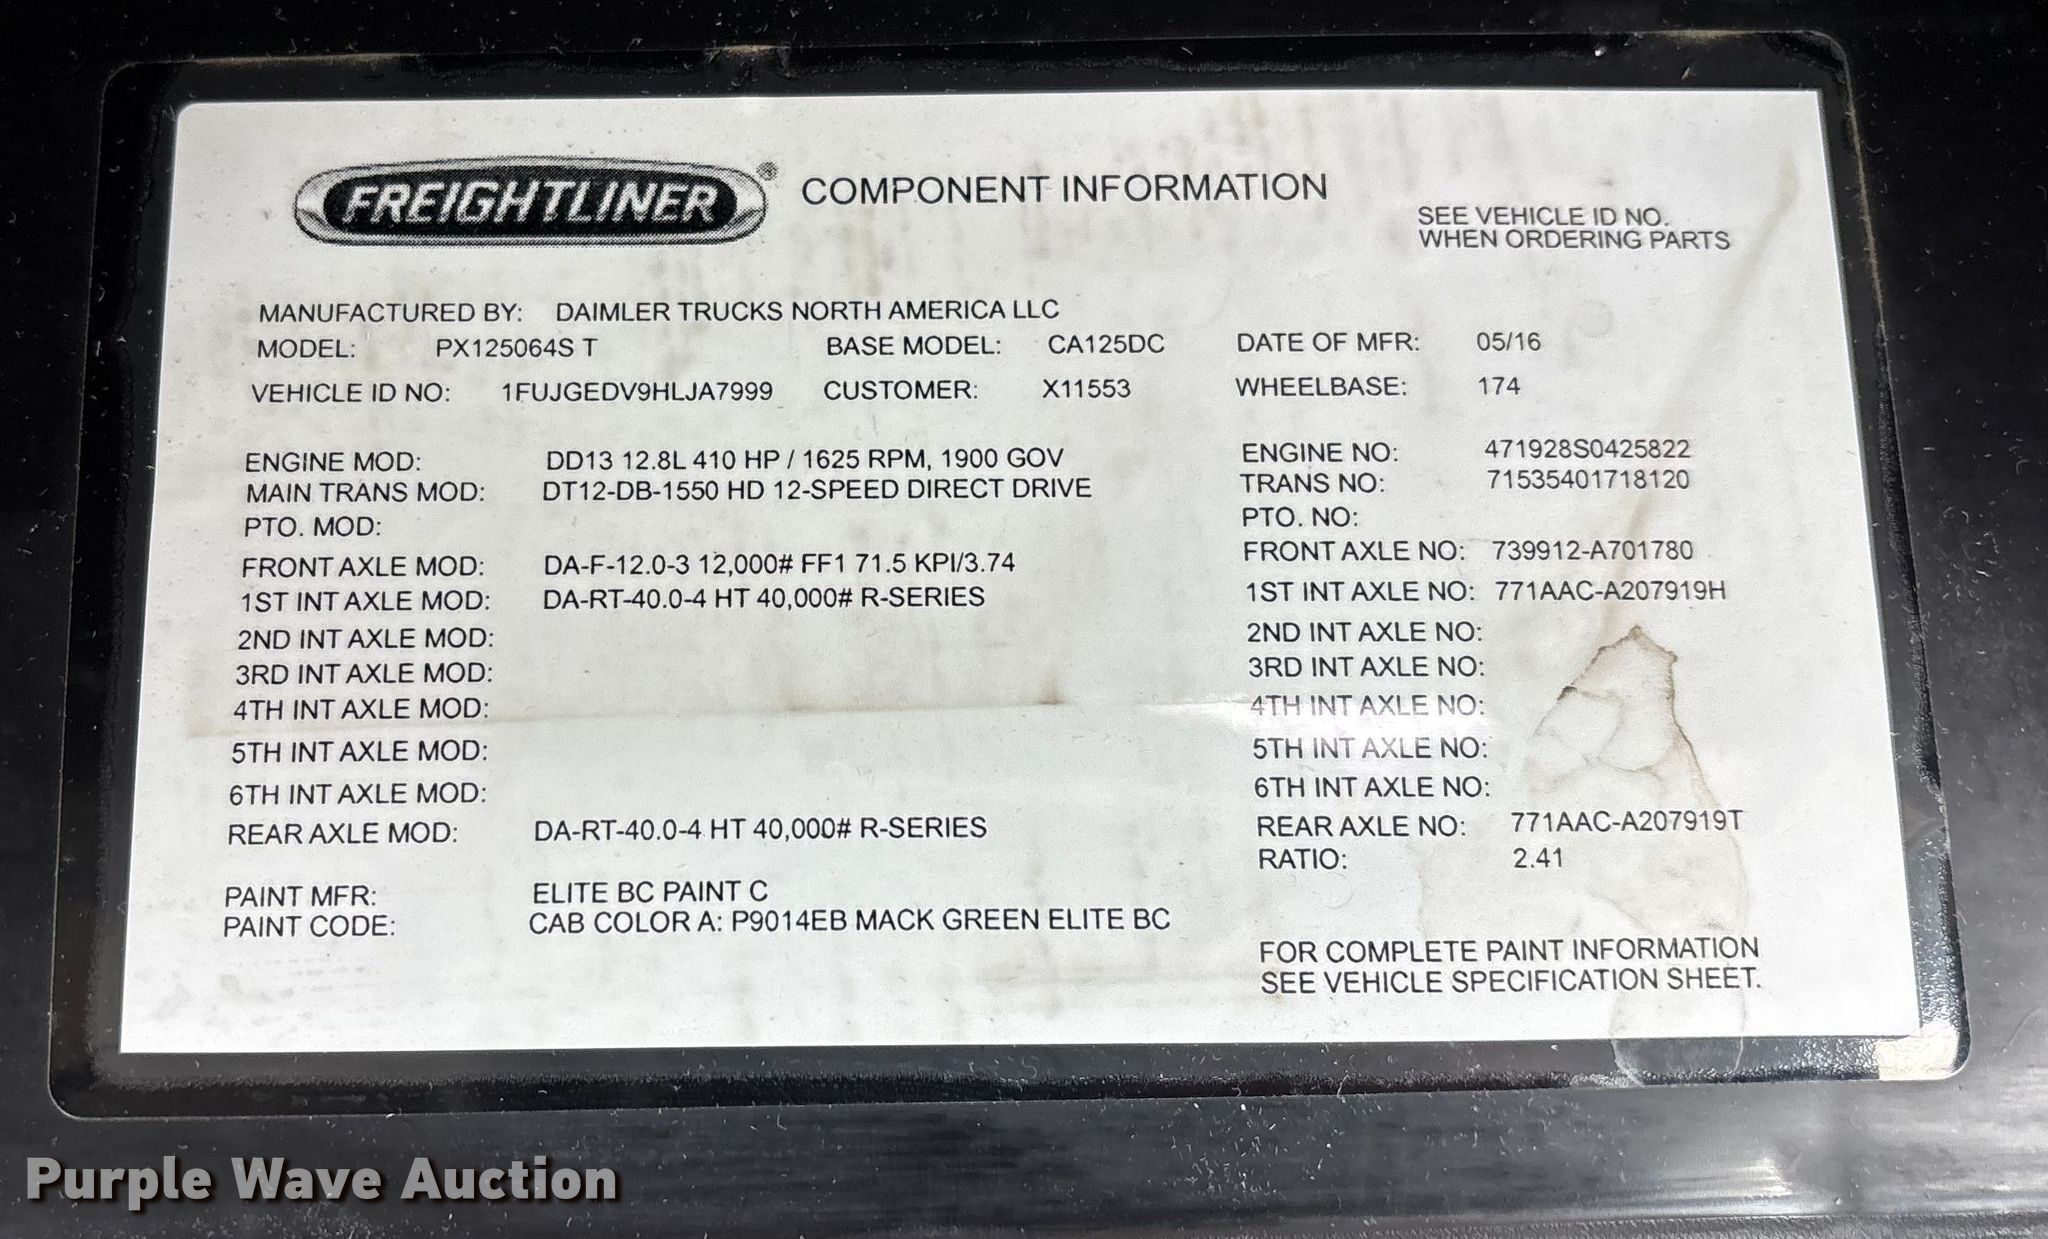 FREIGHTLINER® COMPONENT INFORMATION
SEE VEHICLE ID NO.
WHEN ORDERING PARTS
MANUFACTURED BY: DAIMLER TRUCKS NORTH AMERICA LLC
MODEL: PX125064S T BASE MODEL: CA125DC DATE OF MFR: 05/16
VEHICLE ID NO: 1FUJGEDV9HLJA7999 CUSTOMER: X11553 WHEELBASE: 174
ENGINE MOD: DD13 12.8L 410 HP / 1625 RPM, 1900 GOV ENGINE NO: 471928S0425822
MAIN TRANS MOD: DT12-DB-1550 HD 12-SPEED DIRECT DRIVE TRANS NO: 71535401718120
PTO. MOD: PTO. NO:
FRONT AXLE MOD: DA-F-12.0-3 12,000# FF1 71.5 KPI/3.74 FRONT AXLE NO: 739912-A701780
1ST INT AXLE MOD: DA-RT-40.0-4 HT 40,000# R-SERIES 1ST INT AXLE NO: 771AAC-A207919H
2ND INT AXLE MOD: 2ND INT AXLE NO:
3RD INT AXLE MOD: 3RD INT AXLE NO:
4TH INT AXLE MOD: 4TH INT AXLE NO:
5TH INT AXLE MOD: 5TH INT AXLE NO:
6TH INT AXLE MOD: 6TH INT AXLE NO:
REAR AXLE MOD: DA-RT-40.0-4 HT 40,000# R-SERIES REAR AXLE NO: 771AAC-A207919T
RATIO: 2.41
PAINT MFR: ELITE BC PAINT C
PAINT CODE: CAB COLOR A: P9014EB MACK GREEN ELITE BC
FOR COMPLETE PAINT INFORMATION
SEE VEHICLE SPECIFICATION SHEET.
Purple Wave Auction